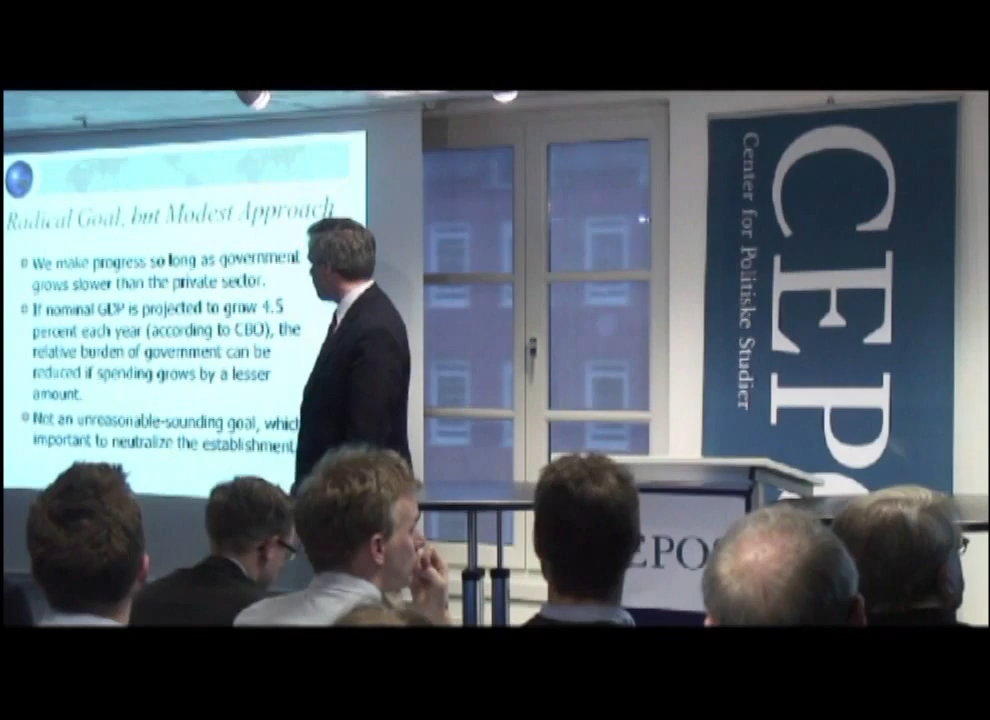 Radical Goal, but Modest Approach
We make progress so long as government
grows slower than the private sector.
If nominal GDP is projected to grow 4.5
percent each year (according to CBO), the
relative burden of government can be
reduced if spending grows by a lesser
amount.
Not an unreasonable-sounding goal, which
important to neutralize the establishment.
CEPO
Center for Politiske Studier
EPOS